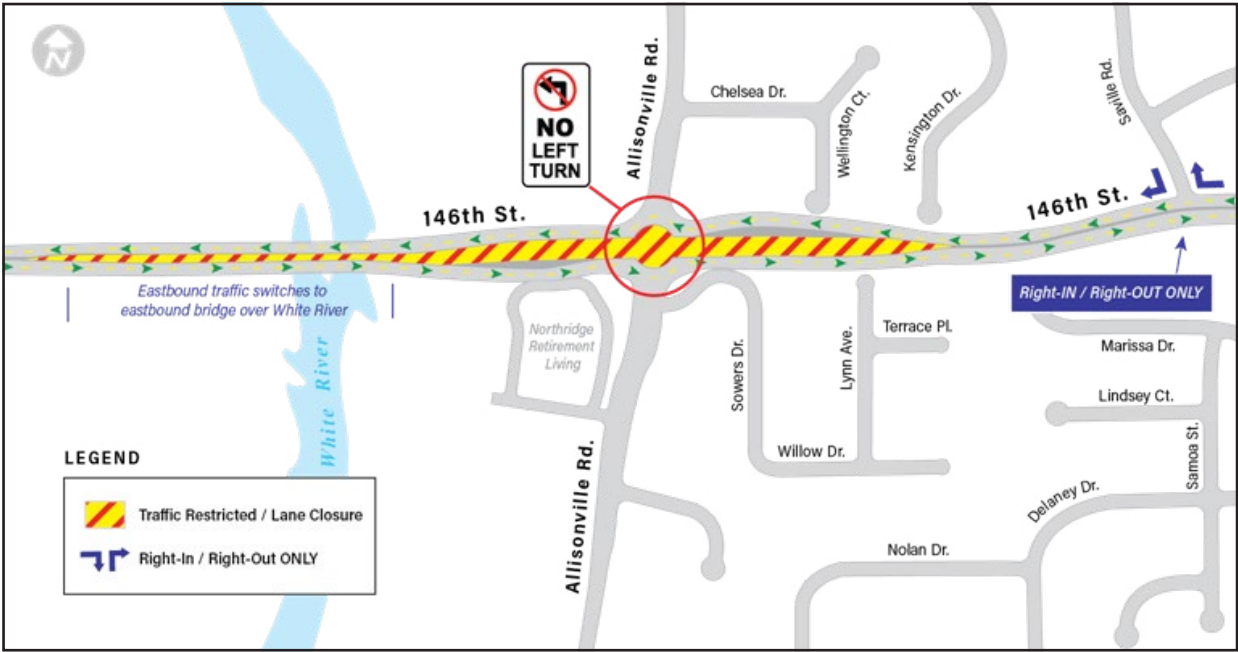 N
NO
LEFT
TURN
Allisonville Rd.
Chelsea Dr.
Wellington Ct.
Kensington Dr.
Saville Rd.
146th St.
146th St.
Eastbound traffic switches to
eastbound bridge over White River
Right-IN / Right-OUT ONLY
Northridge
Retirement
Living
White River
Sowers Dr.
Lynn Ave.
Terrace Pl.
Marissa Dr.
Lindsey Ct.
Samoa St.
Willow Dr.
Allisonville Rd.
Delaney Dr.
Nolan Dr.
LEGEND
Traffic Restricted / Lane Closure
Right-In / Right-Out ONLY